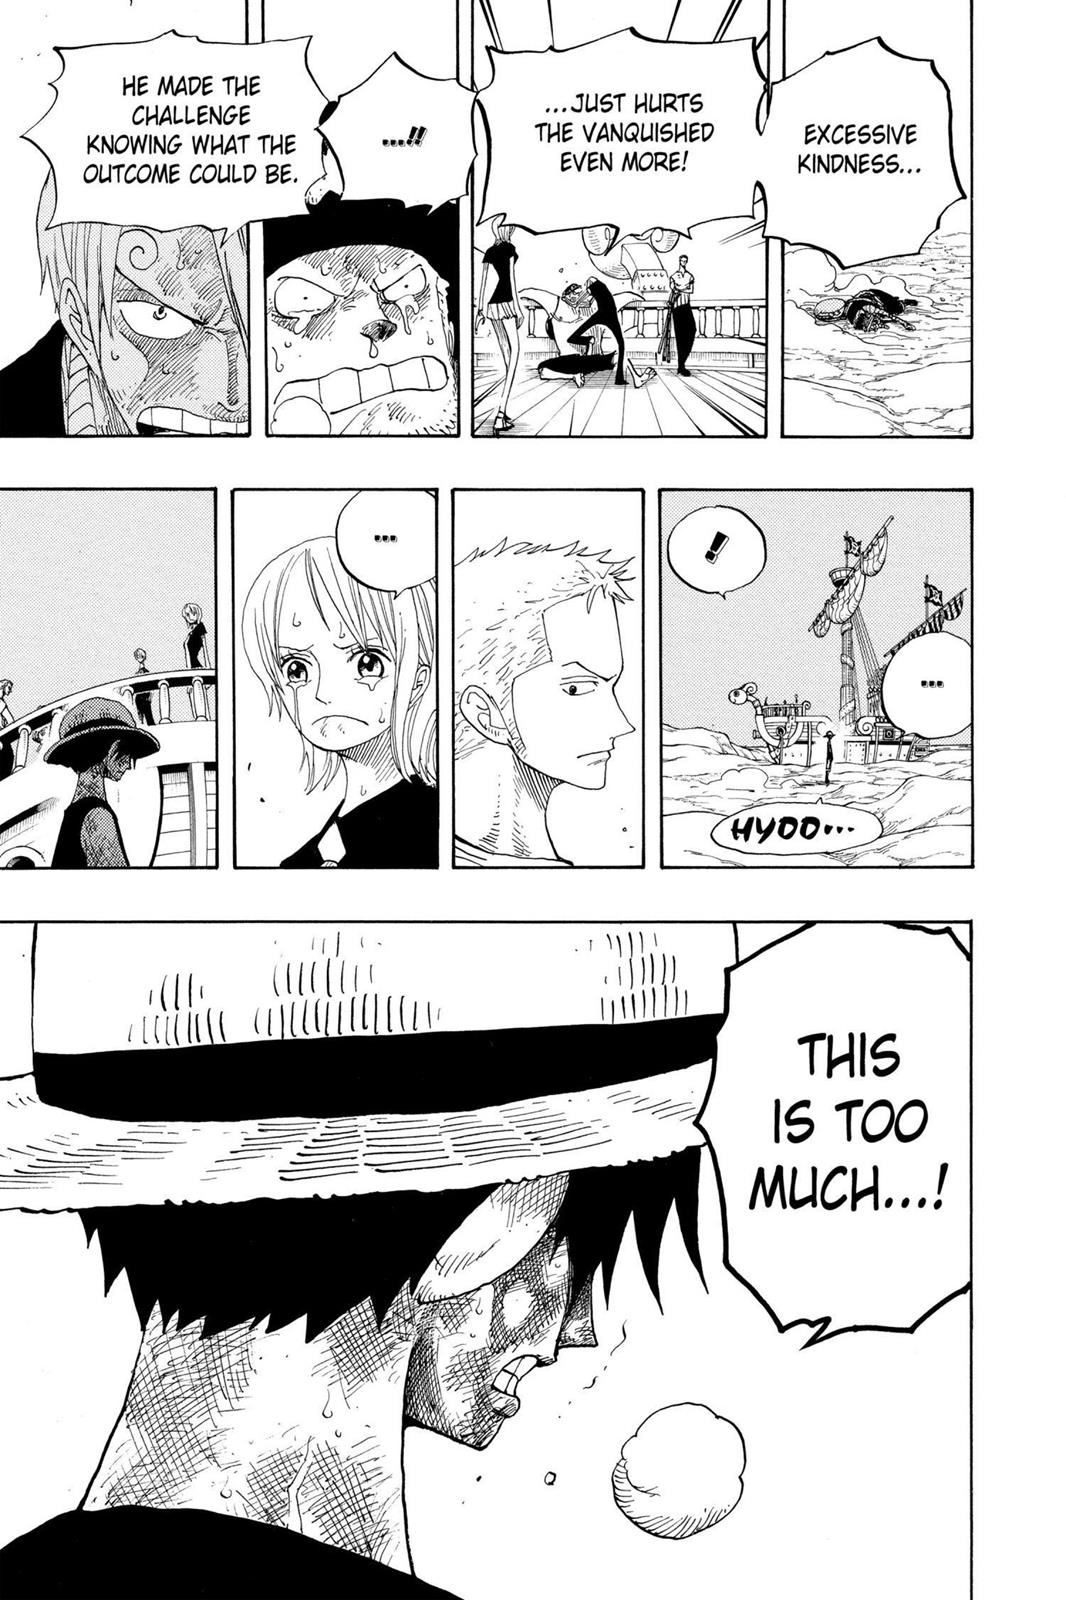 EXCESSIVE
KINDNESS...
...JUST HURTS
THE VANQUISHED
EVEN MORE!
...!!
HE MADE THE
CHALLENGE
KNOWING WHAT THE
OUTCOME COULD BE.
!
...
HYOO...
...
THIS
IS TOO
MUCH...!